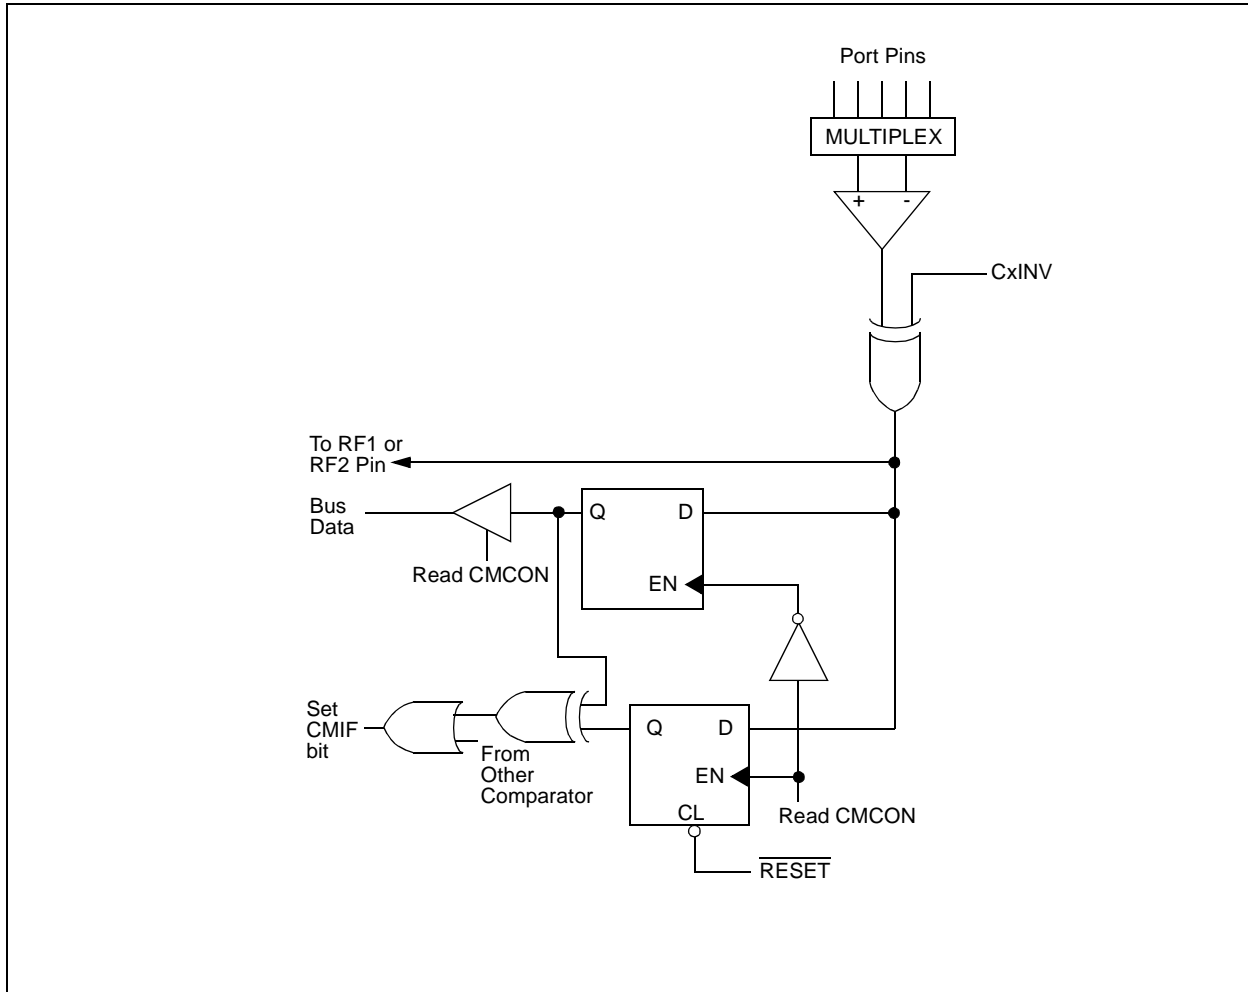 Port Pins
MULTIPLEX
+ -
CxINV
To RF1 or
RF2 Pin
Bus
Data
Q D
EN
Read CMCON
Set
CMIF
bit
From
Other
Comparator
Q D
EN
CL
Read CMCON
RESET